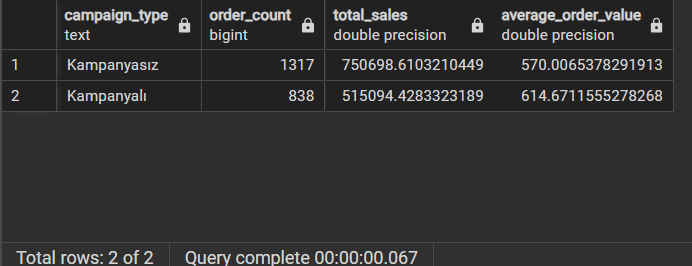 campaign_type order_count total_sales average_order_value
text bigint double precision double precision
1 Kampanyasız 1317 750698.6103210449 570.0065378291913
2 Kampanyalı 838 515094.4283323189 614.6711555278268
Total rows: 2 of 2 Query complete 00:00:00.067